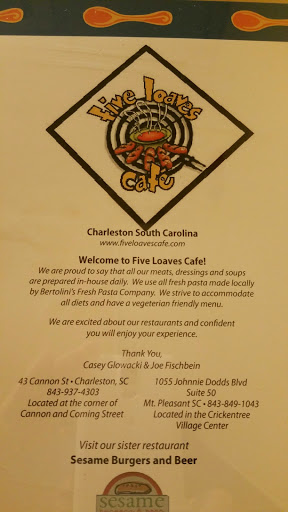 five loaves
cafe
Charleston South Carolina
www.fiveloavescafe.com
Welcome to Five Loaves Cafe!
We are proud to say that all our meats, dressings and soups
are prepared in-house daily. We use all fresh pasta made locally
by Bertolini's Fresh Pasta Company. We strive to accommodate
all diets and have a vegeterian friendly menu.
We are excited about our restaurants and confident
you will enjoy your experience.
Thank You,
Casey Glowacki & Joe Fischbein
43 Cannon St • Charleston, SC
843-937-4303
Located at the corner of
Cannon and Coming Street
1055 Johnnie Dodds Blvd
Suite 50
Mt. Pleasant SC • 843-849-1043
Located in the Crickentree
Village Center
Visit our sister restaurant
Sesame Burgers and Beer
sesame